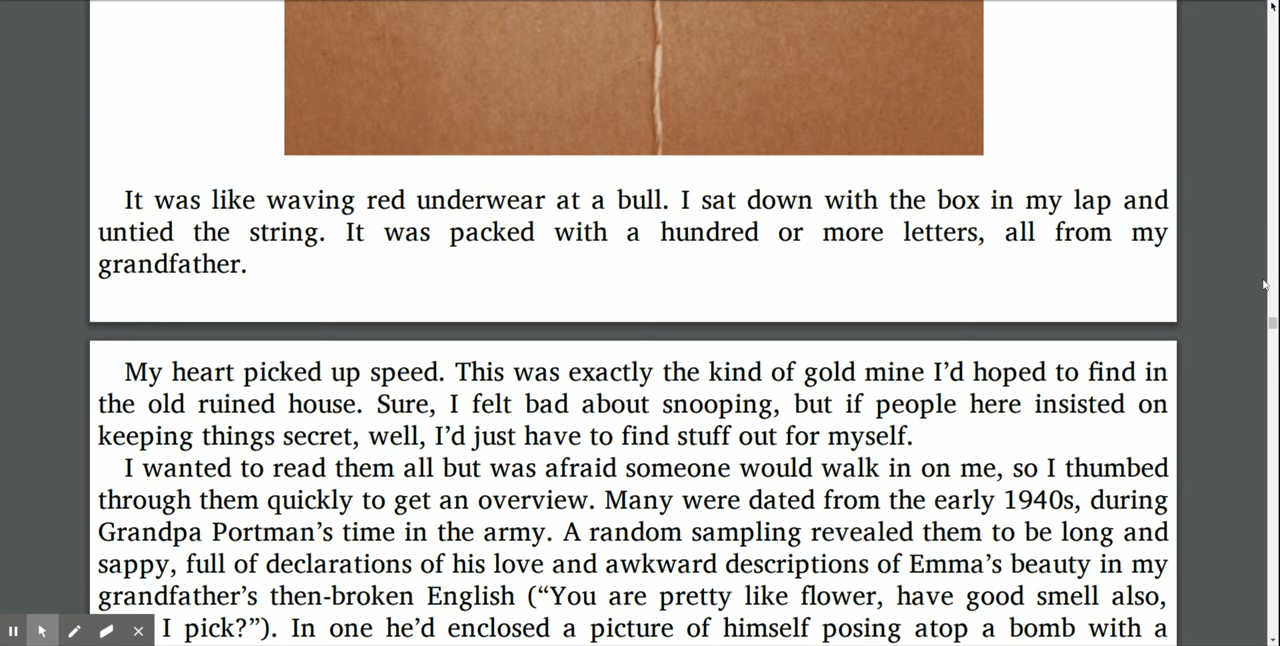 It was like waving red underwear at a bull. I sat down with the box in my lap and
untied the string. It was packed with a hundred or more letters, all from my
grandfather.
My heart picked up speed. This was exactly the kind of gold mine I’d hoped to find in
the old ruined house. Sure, I felt bad about snooping, but if people here insisted on
keeping things secret, well, I’d just have to find stuff out for myself.
I wanted to read them all but was afraid someone would walk in on me, so I thumbed
through them quickly to get an overview. Many were dated from the early 1940s, during
Grandpa Portman’s time in the army. A random sampling revealed them to be long and
sappy, full of declarations of his love and awkward descriptions of Emma’s beauty in my
grandfather’s then-broken English (“You are pretty like flower, have good smell also,
I pick?”). In one he’d enclosed a picture of himself posing atop a bomb with a